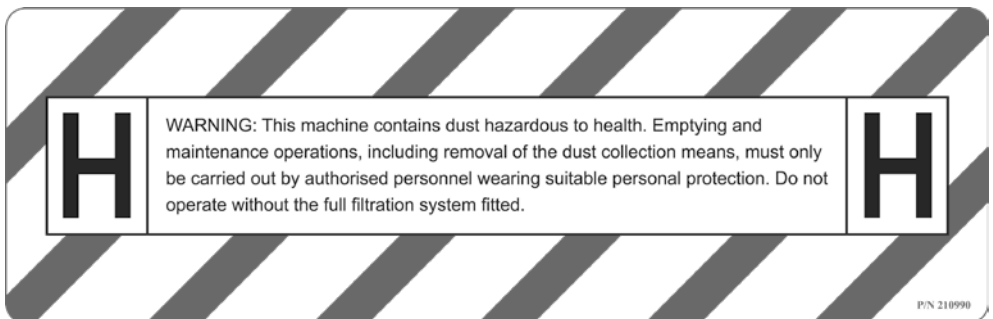 H
WARNING: This machine contains dust hazardous to health. Emptying and
maintenance operations, including removal of the dust collection means, must only
be carried out by authorised personnel wearing suitable personal protection. Do not
operate without the full filtration system fitted.
H
P/N 210990